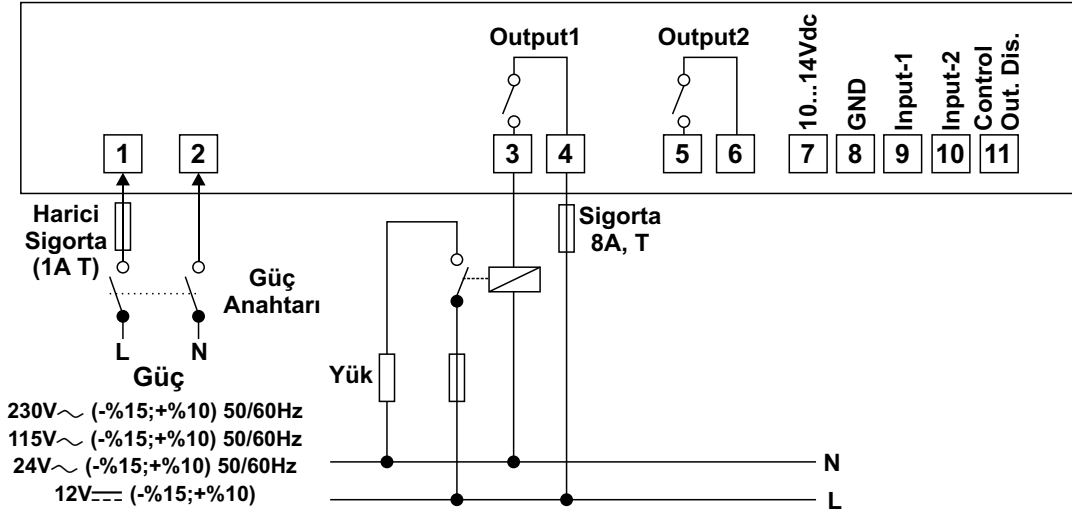 Output1
Output2
10...14Vdc
GND
Input-1
Input-2
Control
Out. Dis.
1
2
3
4
5
6
7
8
9
10
11
Harici
Sigorta
(1A T)
Güç
Anahtarı
Sigorta
8A, T
L
N
Güç
Yük
230V (-%15;+%10) 50/60Hz
115V (-%15;+%10) 50/60Hz
24V (-%15;+%10) 50/60Hz
12V (-%15;+%10)
N
L